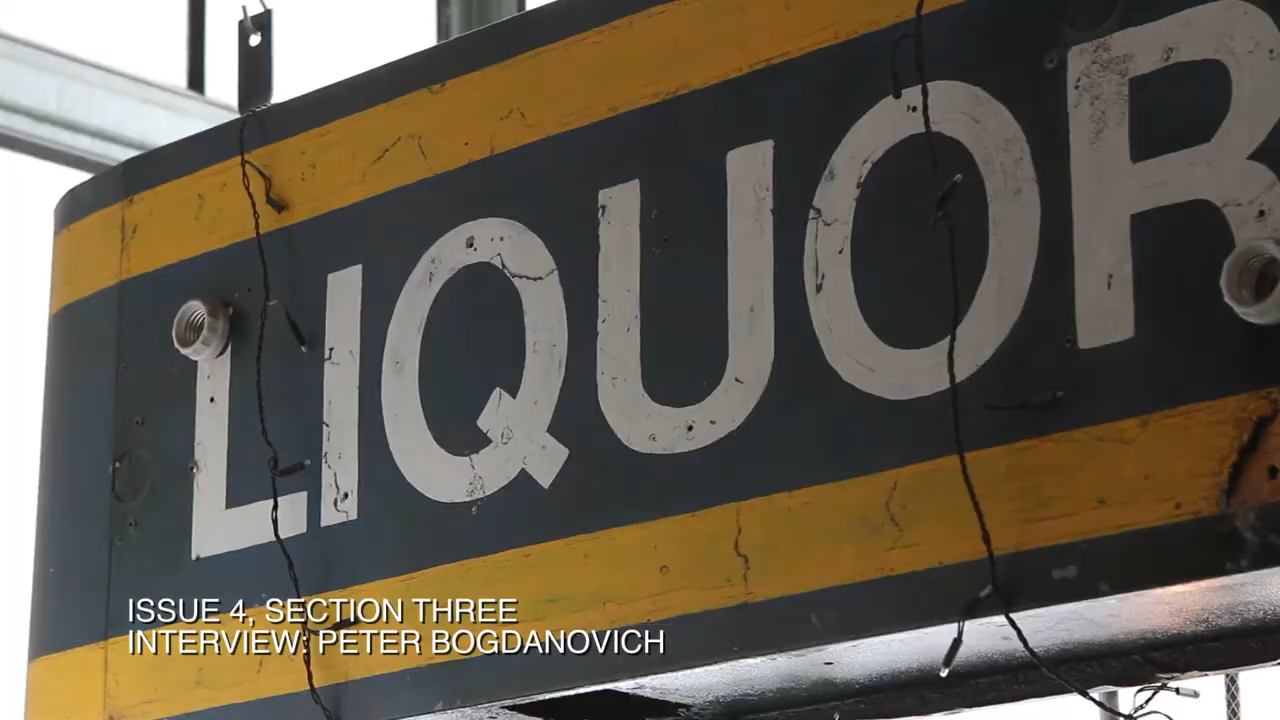 LIQUOR
ISSUE 4, SECTION THREE
INTERVIEW: PETER BOGDANOVICH